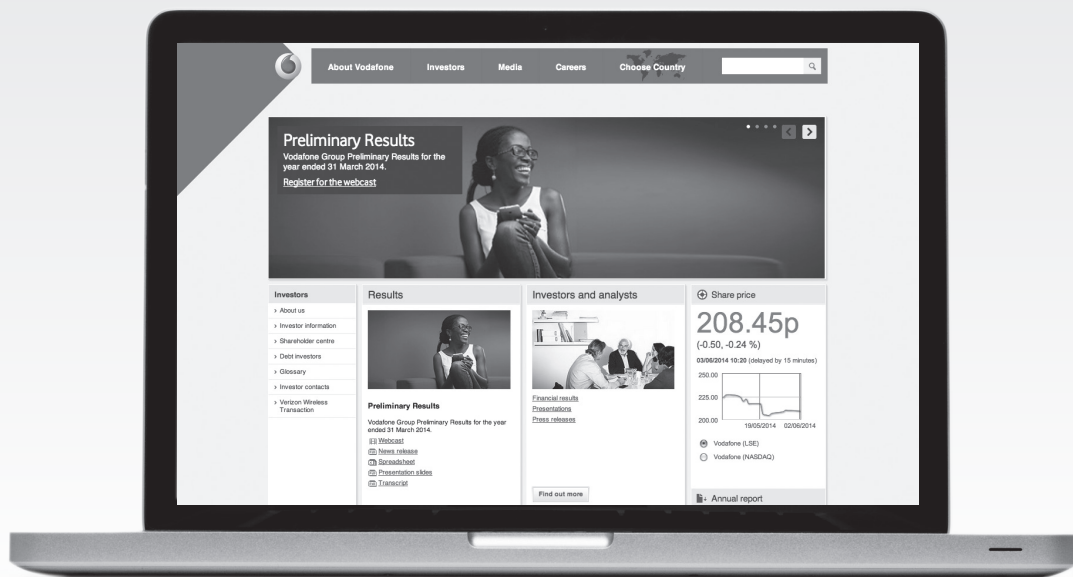 About Vodafone Investors Media Careers Choose Country
Preliminary Results
Vodafone Group Preliminary Results for the
year ended 31 March 2014.
Register for the webcast
Investors
About us
Investor information
Shareholder centre
Debt investors
Glossary
Investor contacts
Verizon Wireless
Transaction
Results
Preliminary Results
Vodafone Group Preliminary Results for the year
ended 31 March 2014.
Webcast
News release
Spreadsheet
Presentation slides
Transcript
Investors and analysts
Financial results
Presentations
Press releases
Find out more
Share price
208.45p
(-0.50, -0.24 %)
03/06/2014 10:20 (delayed by 15 minutes)
250.00
225.00
200.00
19/05/2014 02/06/2014
Vodafone (LSE)
Vodafone (NASDAQ)
Annual report